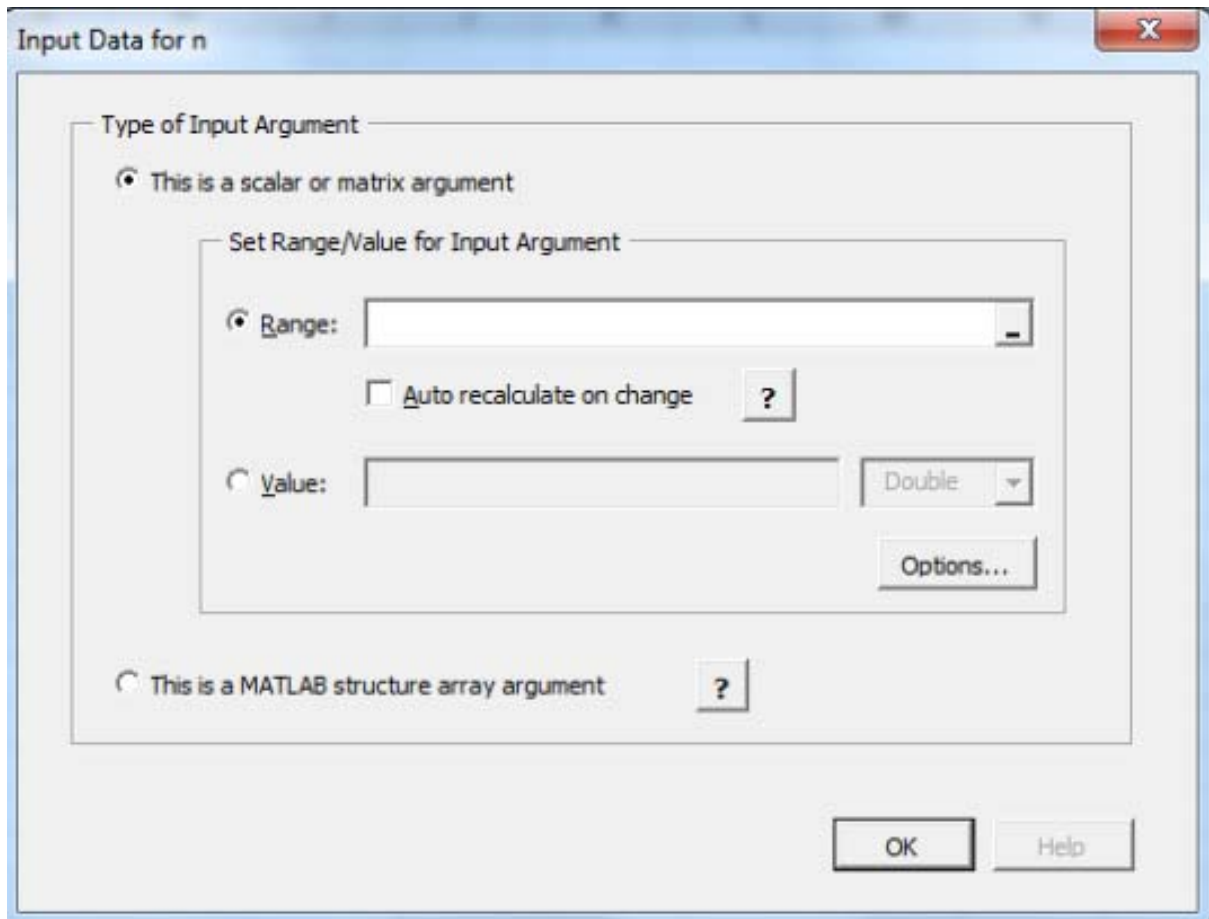 Input Data for n
Type of Input Argument
This is a scalar or matrix argument
Set Range/Value for Input Argument
Range:
Auto recalculate on change ?
Value: Double
Options...
This is a MATLAB structure array argument ?
OK Help